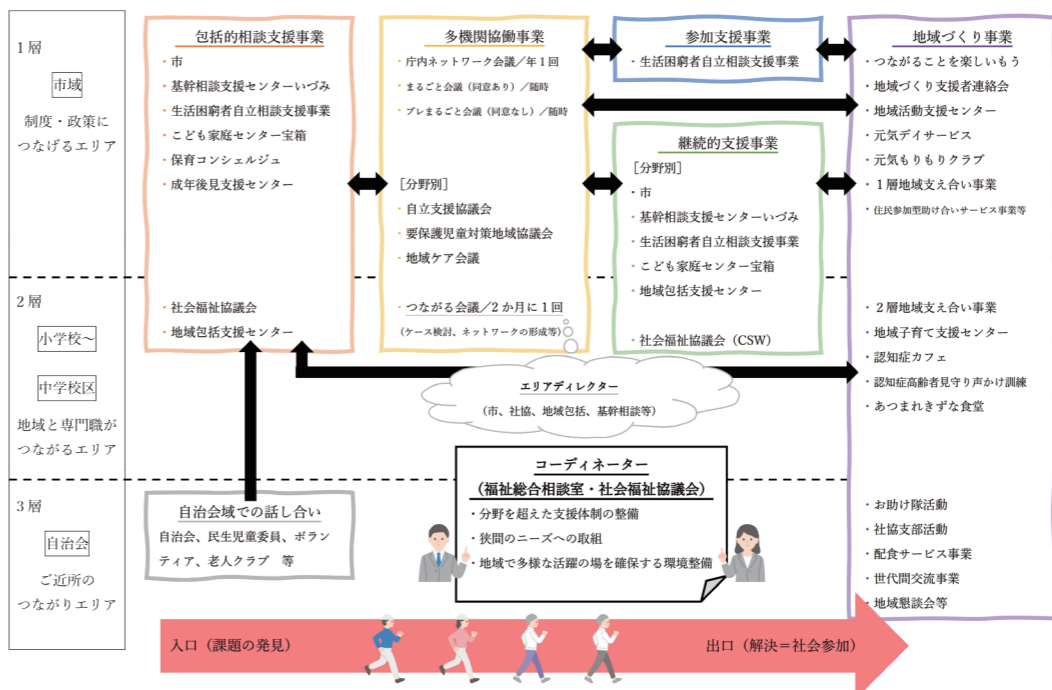 1層
市域
制度・政策に
つなげるエリア
2層
小学校～
中学校区
地域と専門職が
つながるエリア
3層
自治会
ご近所の
つながりエリア
包括的相談支援事業
・市
・基幹相談支援センターいづみ
・生活困窮者自立相談支援事業
・こども家庭センター宝箱
・保育コンシェルジュ
・成年後見支援センター
・社会福祉協議会
・地域包括支援センター
多機関協働事業
・庁内ネットワーク会議／年1回
・まるごと会議（同意あり）／随時
・プレまるごと会議（同意なし）／随時
［分野別］
・自立支援協議会
・要保護児童対策地域協議会
・地域ケア会議
・つながる会議／2か月に1回
（ケース検討、ネットワークの形成等）
参加支援事業
・生活困窮者自立相談支援事業
継続的支援事業
［分野別］
・市
・基幹相談支援センターいづみ
・生活困窮者自立相談支援事業
・こども家庭センター宝箱
・地域包括支援センター
・社会福祉協議会（CSW）
地域づくり事業
・つながることを楽しいもう
・地域づくり支援者連絡会
・地域活動支援センター
・元気デイサービス
・元気もりもりクラブ
・1層地域支え合い事業
・住民参加型助け合いサービス事業等
・2層地域支え合い事業
・地域子育て支援センター
・認知症カフェ
・認知症高齢者見守り声かけ訓練
・あつまれきずな食堂
・お助け隊活動
・社協支部活動
・配食サービス事業
・世代間交流事業
・地域懇談会等
エリアディレクター
（市、社協、地域包括、基幹相談等）
コーディネーター
（福祉総合相談室・社会福祉協議会）
・分野を超えた支援体制の整備
・狭間のニーズへの取組
・地域で多様な活躍の場を確保する環境整備
自治会域での話し合い
自治会、民生児童委員、ボラン
ティア、老人クラブ　等
入口（課題の発見）
出口（解決＝社会参加）